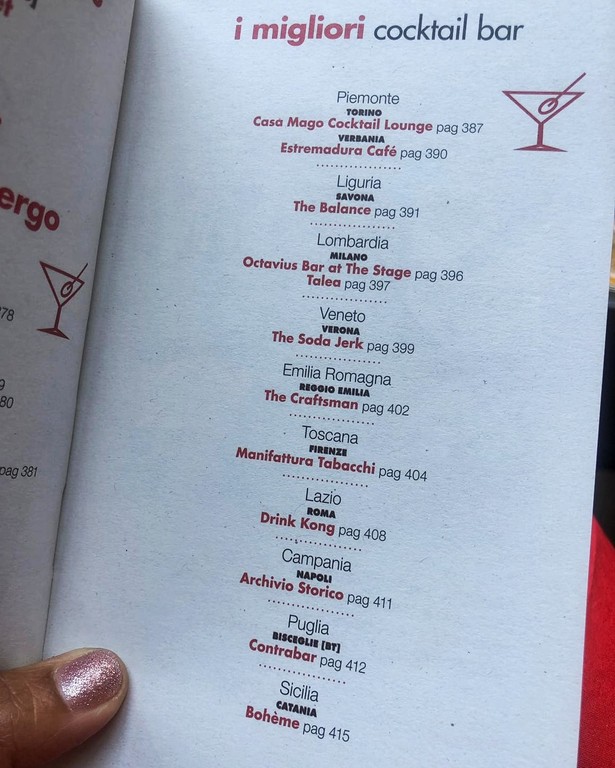 i migliori cocktail bar
Piemonte
TORINO
Casa Mago Cocktail Lounge pag 387
VERBANIA
Estremadura Café pag 390
Liguria
SAVONA
The Balance pag 391
Lombardia
MILANO
Octavius Bar at The Stage pag 396
Talea pag 397
Veneto
VERONA
The Soda Jerk pag 399
Emilia Romagna
REGGIO EMILIA
The Craftsman pag 402
Toscana
FIRENZE
Manifattura Tabacchi pag 404
Lazio
ROMA
Drink Kong pag 408
Campania
NAPOLI
Archivio Storico pag 411
Puglia
BISCEGLIE [BT]
Contrabar pag 412
Sicilia
CATANIA
Bohème pag 415
ergo
78
9
80
pag 381